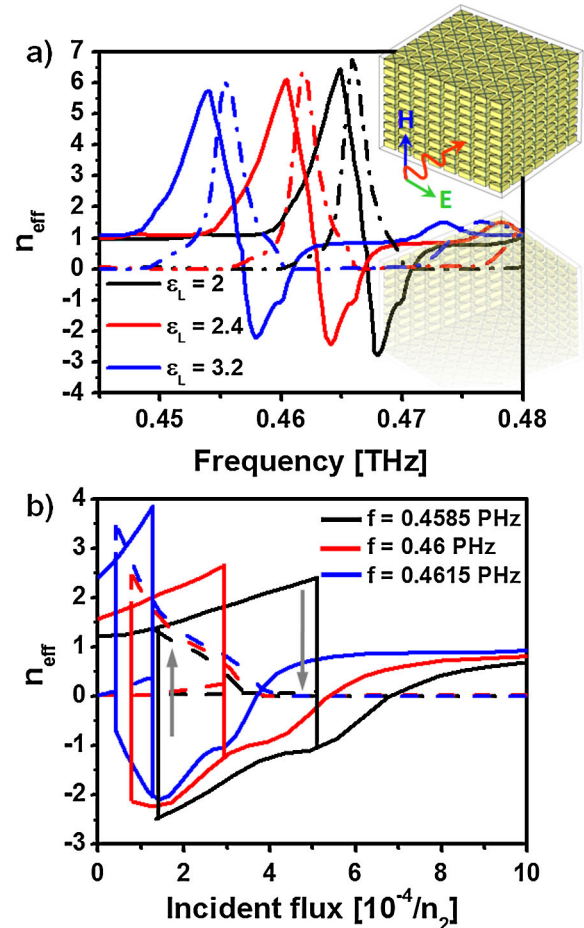 a)
7
6
5
4
3
2
1
0
-1
-2
-3
-4
n_eff
H
E
ε_L = 2
ε_L = 2.4
ε_L = 3.2
0.45 0.46 0.47 0.48
Frequency [THz]
b)
4
3
2
1
0
-1
-2
-3
n_eff
f = 0.4585 PHz
f = 0.46 PHz
f = 0.4615 PHz
0 2 4 6 8 10
Incident flux [10^-4/n_2]